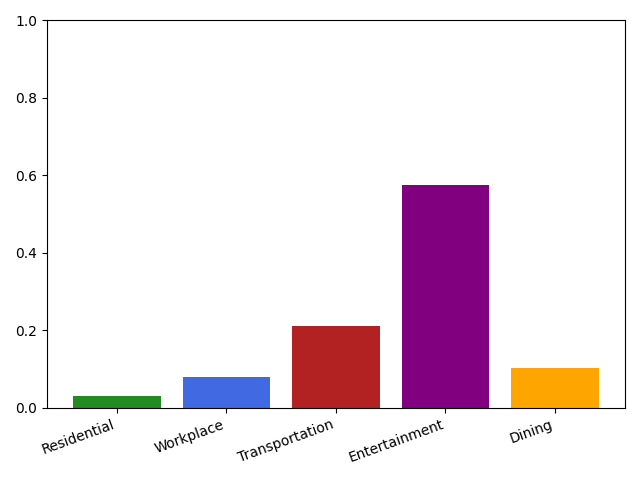 1.0
0.8
0.6
0.4
0.2
0.0
Residential
Workplace
Transportation
Entertainment
Dining